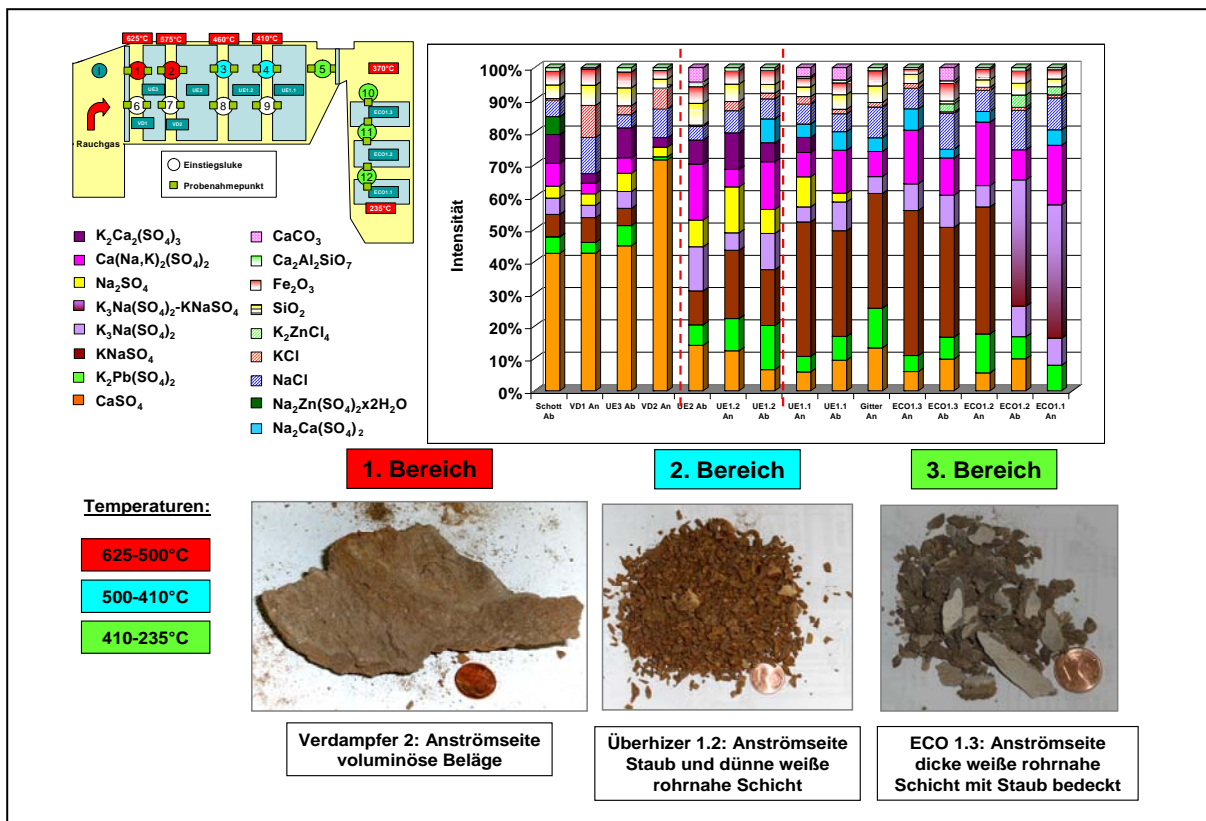 625°C
575°C
460°C
410°C
370°C
I
1
2
3
4
5
UE3
UE2
UE1.2
UE1.1
6
7
8
9
VD1
VD2
10
ECO1.3
11
ECO1.2
12
ECO1.1
235°C
Rauchgas
Einstiegsluke
Probenahmepunkt
K₂Ca₂(SO₄)₃
Ca(Na,K)₂(SO₄)₂
Na₂SO₄
K₃Na(SO₄)₂-KNaSO₄
K₃Na(SO₄)₂
KNaSO₄
K₂Pb(SO₄)₂
CaSO₄
CaCO₃
Ca₂Al₂SiO₇
Fe₂O₃
SiO₂
K₂ZnCl₄
KCl
NaCl
Na₂Zn(SO₄)₂x2H₂O
Na₂Ca(SO₄)₂
Intensität
100%
90%
80%
70%
60%
50%
40%
30%
20%
10%
0%
Schott Ab
VD1 An
UE3 Ab
VD2 An
UE2 Ab
UE1.2 An
UE1.2 Ab
UE1.1 An
UE1.1 Ab
Gitter An
ECO1.3 An
ECO1.3 Ab
ECO1.2 An
ECO1.2 Ab
ECO1.1 An
1. Bereich
2. Bereich
3. Bereich
Temperaturen:
625-500°C
500-410°C
410-235°C
Verdampfer 2: Anströmseite
voluminöse Beläge
Überhizer 1.2: Anströmseite
Staub und dünne weiße
rohrnahe Schicht
ECO 1.3: Anströmseite
dicke weiße rohrnahe
Schicht mit Staub bedeckt